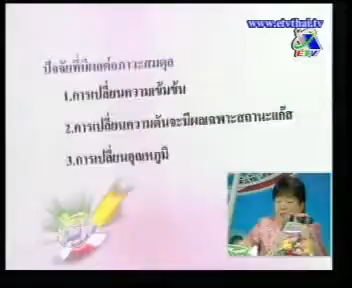 www.etvthai.tv
ETV
ปัจจัยที่มีผลต่อภาวะสมดุล
1.การเปลี่ยนความเข้มข้น
2.การเปลี่ยนความดันจะมีผลเฉพาะสถานะแก๊ส
3.การเปลี่ยนอุณหภูมิ